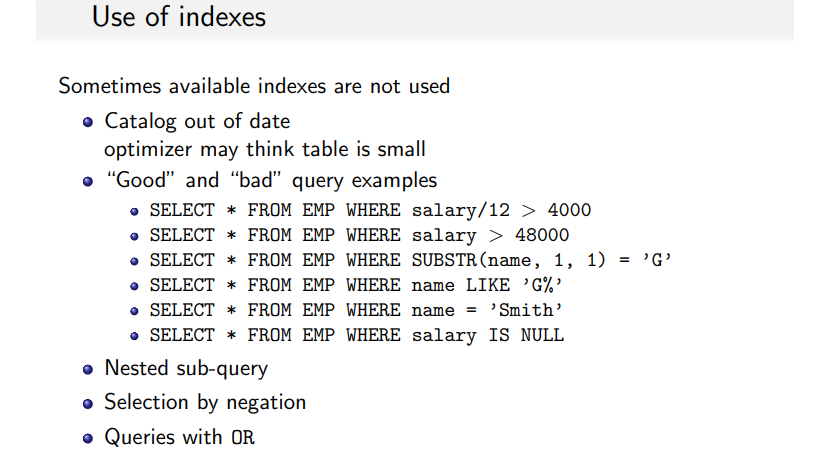 Use of indexes
Sometimes available indexes are not used
Catalog out of date
optimizer may think table is small
“Good” and “bad” query examples
SELECT * FROM EMP WHERE salary/12 > 4000
SELECT * FROM EMP WHERE salary > 48000
SELECT * FROM EMP WHERE SUBSTR(name, 1, 1) = ’G’
SELECT * FROM EMP WHERE name LIKE ’G%’
SELECT * FROM EMP WHERE name = ’Smith’
SELECT * FROM EMP WHERE salary IS NULL
Nested sub-query
Selection by negation
Queries with OR